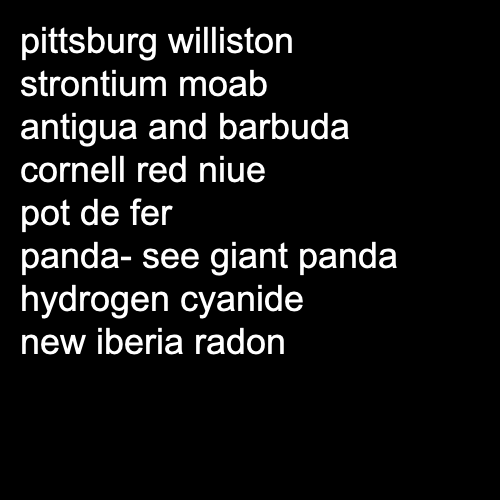 pittsburg williston
strontium moab
antigua and barbuda
cornell red niue
pot de fer
panda- see giant panda
hydrogen cyanide
new iberia radon